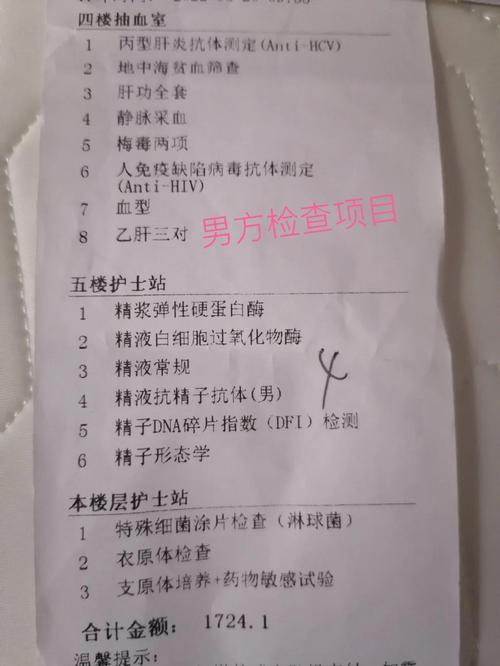 四楼抽血室
1 丙型肝炎抗体测定(Anti-HCV)
2 地中海贫血筛查
3 肝功全套
4 静脉采血
5 梅毒两项
6 人免疫缺陷病毒抗体测定
(Anti-HIV)
7 血型
8 乙肝三对
男方检查项目
五楼护士站
1 精浆弹性硬蛋白酶
2 精液白细胞过氧化物酶
3 精液常规
4 精液抗精子抗体(男)
5 精子DNA碎片指数（DFI）检测
6 精子形态学
4
本楼层护士站
1 特殊细菌涂片检查（淋球菌）
2 衣原体检查
3 支原体培养+药物敏感试验
合计金额： 1724.1
温馨提示：